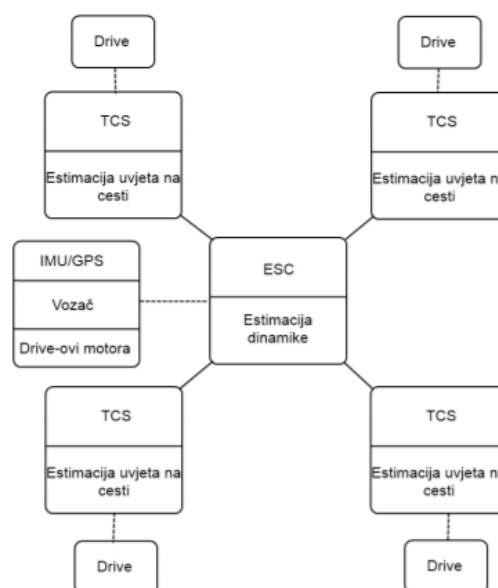 Drive
Drive
TCS
TCS
Estimacija uvjeta na
cesti
Estimacija uvjeta na
cesti
IMU/GPS
Vozač
Drive-ovi motora
ESC
Estimacija
dinamike
TCS
TCS
Estimacija uvjeta na
cesti
Estimacija uvjeta na
cesti
Drive
Drive